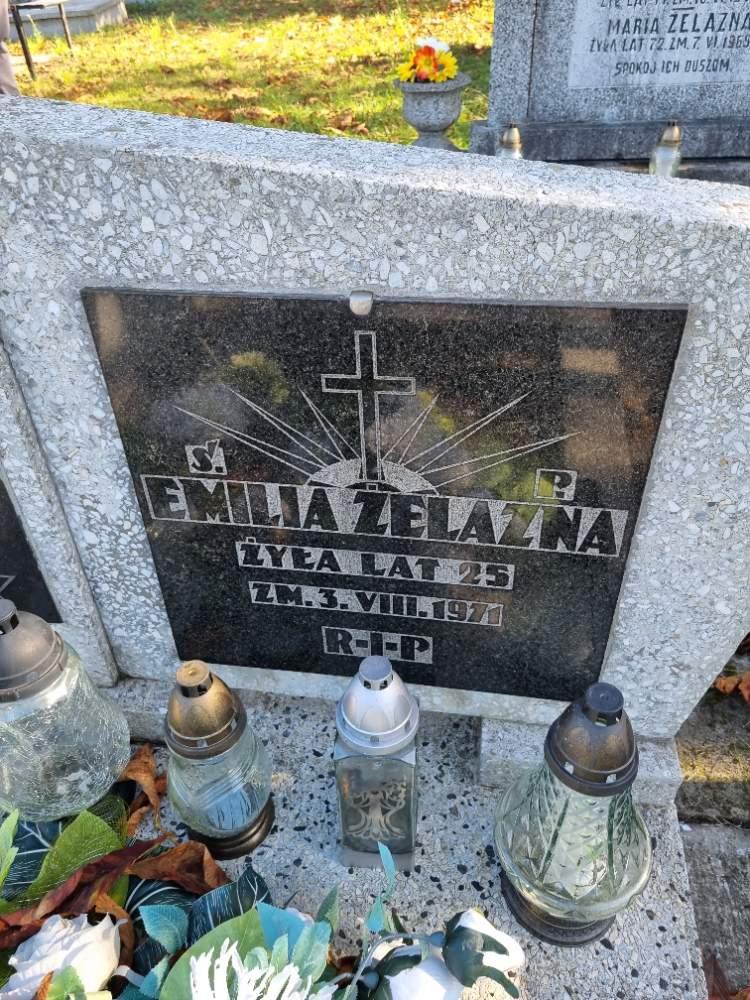 MARIA ŻELAZNA
ŻYŁA LAT 72 ZM. 7. VI 196
SPOKÓJ ICH DUSZOM.
Ś. P.
EMILIA ŻELAZNA
ŻYŁA LAT 25
ZM. 3. VIII. 1971
R-I-P